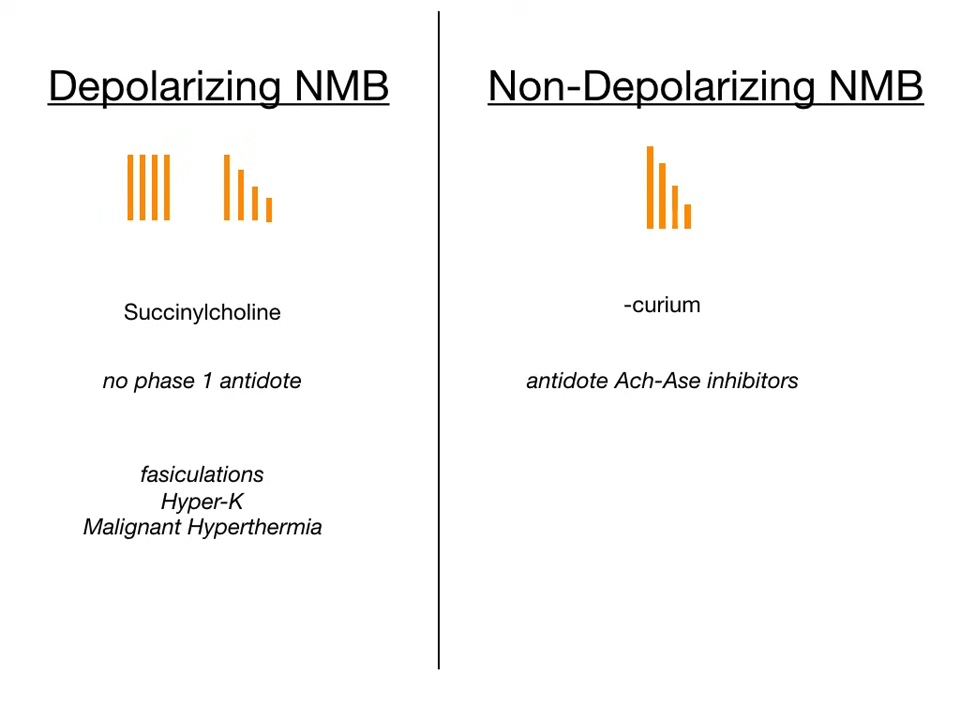 Depolarizing NMB
Succinylcholine
no phase 1 antidote
fasiculations
Hyper-K
Malignant Hyperthermia
Non-Depolarizing NMB
-curium
antidote Ach-Ase inhibitors